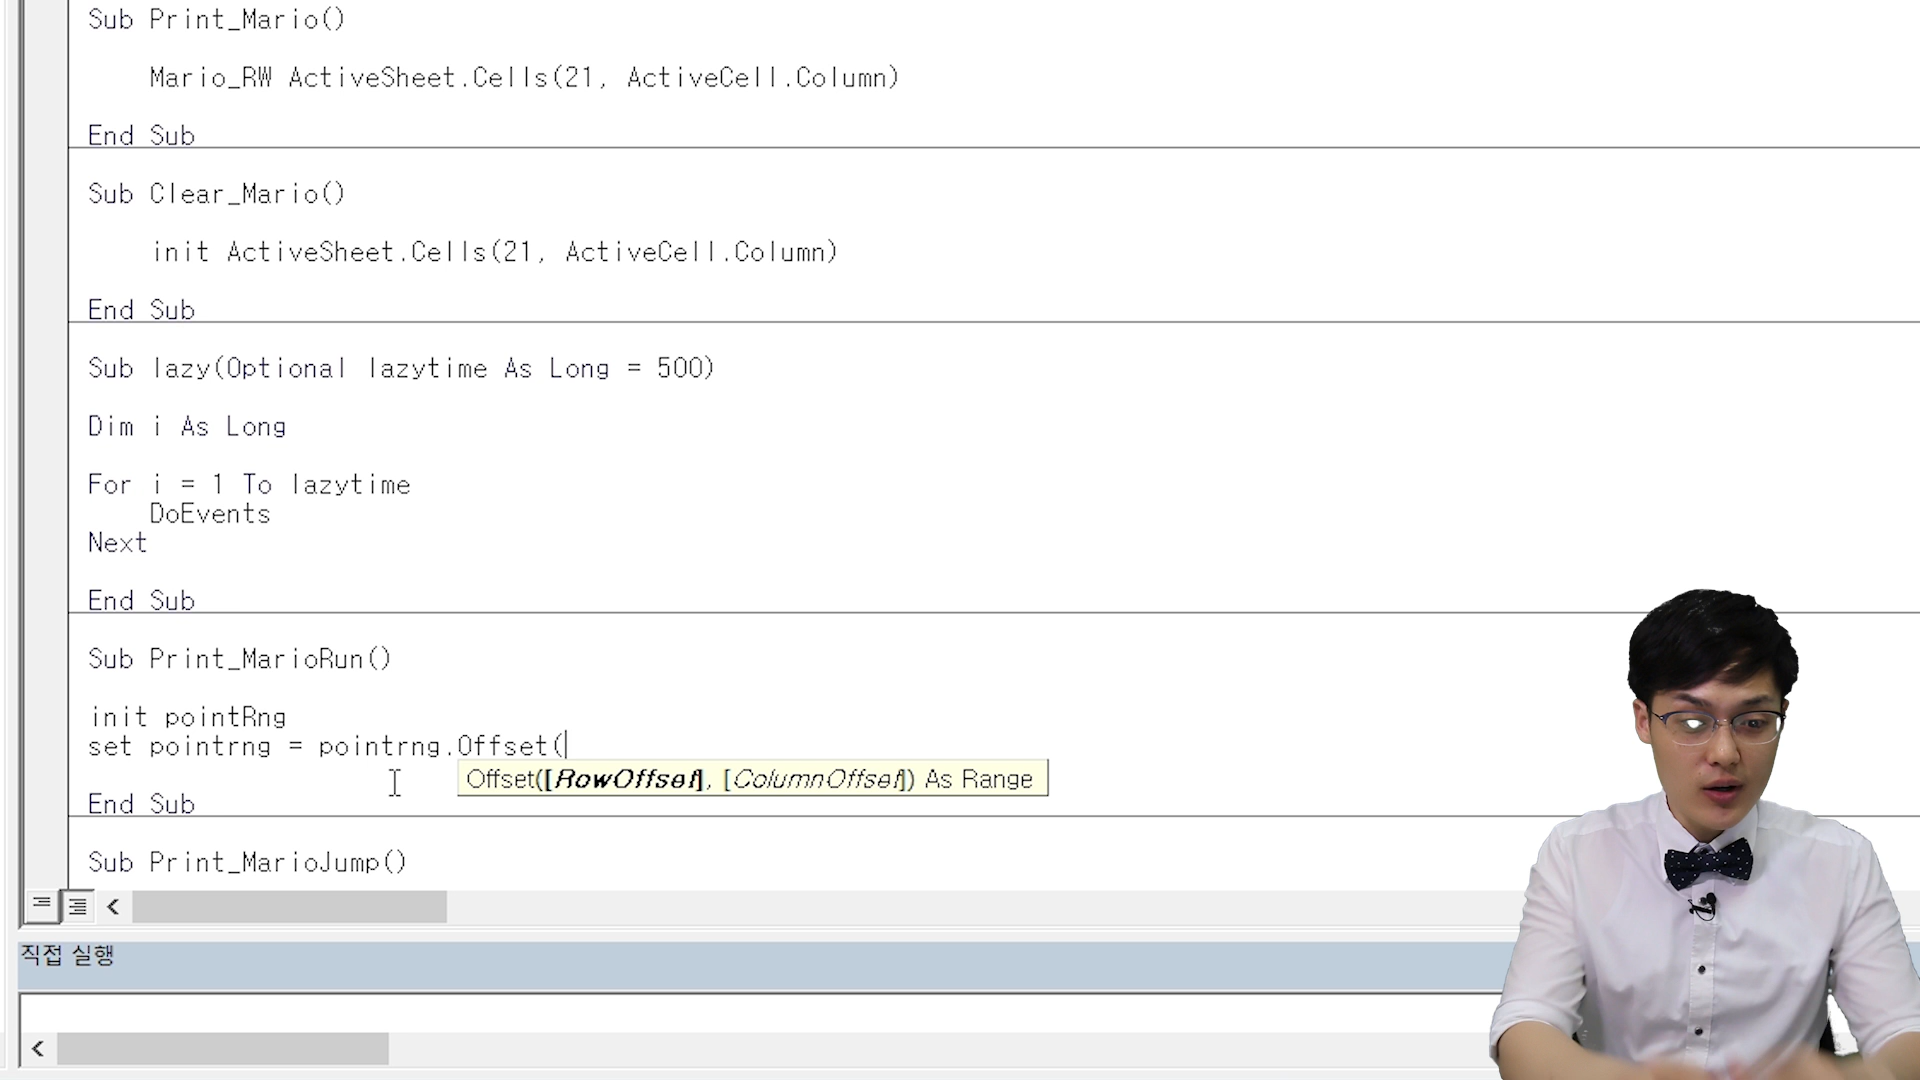 Sub Print_Mario()
Mario_RW ActiveSheet.Cells(21, ActiveCell.Column)
End Sub
Sub Clear_Mario()
init ActiveSheet.Cells(21, ActiveCell.Column)
End Sub
Sub lazy(Optional lazytime As Long = 500)
Dim i As Long
For i = 1 To lazytime
DoEvents
Next
End Sub
Sub Print_MarioRun()
init pointRng
set pointrng = pointrng.Offset(
Offset([RowOffset], [ColumnOffset]) As Range
End Sub
Sub Print_MarioJump()
직접 실행